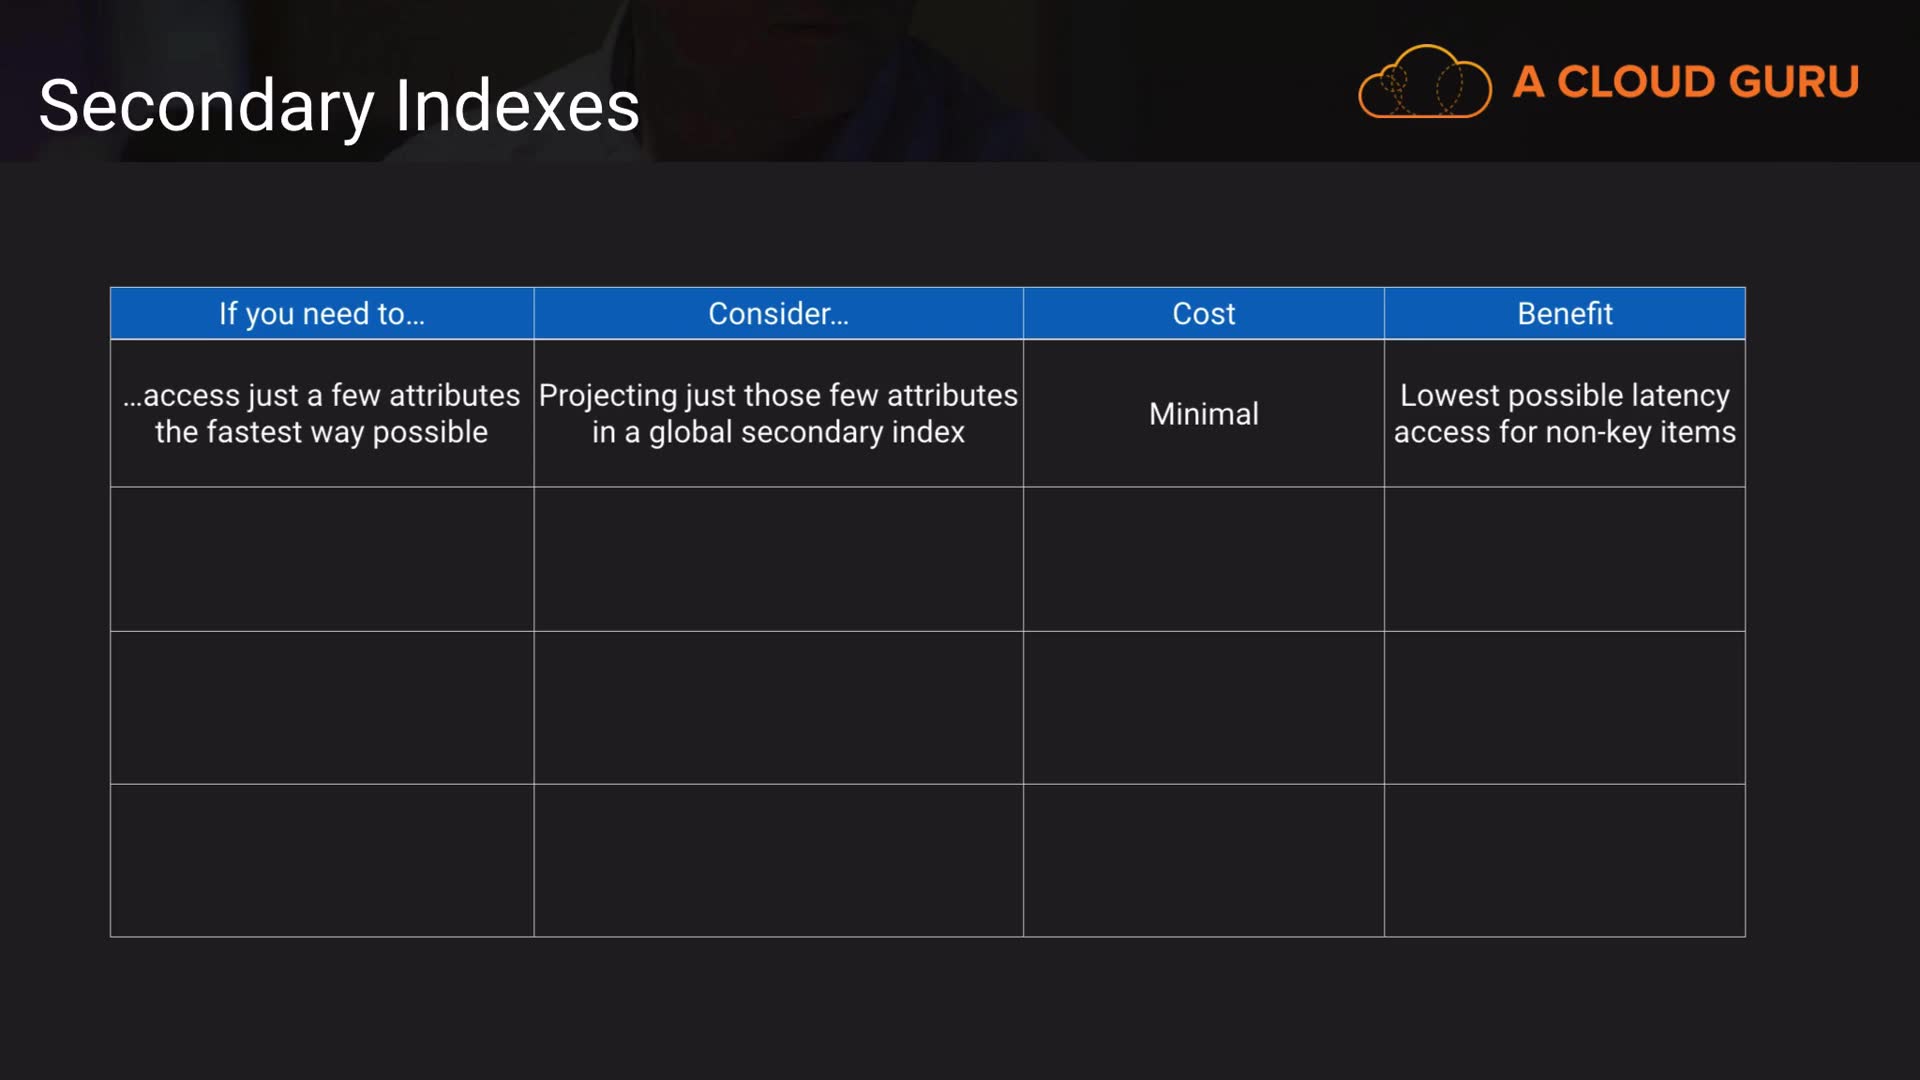 Secondary Indexes
A CLOUD GURU
If you need to...
Consider...
Cost
Benefit
...access just a few attributes
the fastest way possible
Projecting just those few attributes
in a global secondary index
Minimal
Lowest possible latency
access for non-key items